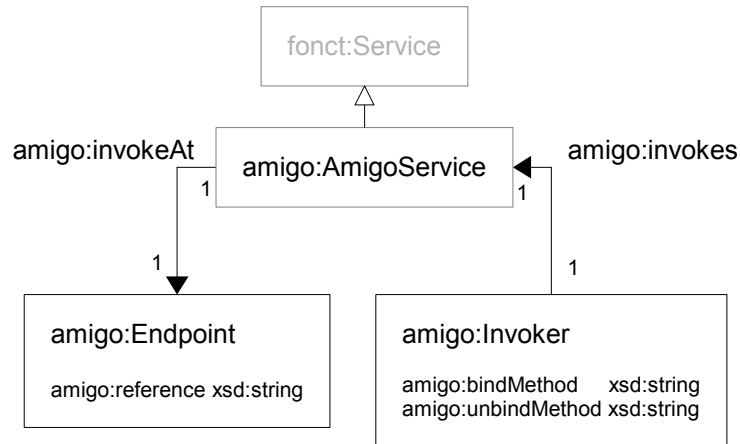 fonct:Service
amigo:invokeAt
amigo:AmigoService
amigo:invokes
1
1
1
1
amigo:Endpoint
amigo:reference xsd:string
amigo:Invoker
amigo:bindMethod xsd:string
amigo:unbindMethod xsd:string